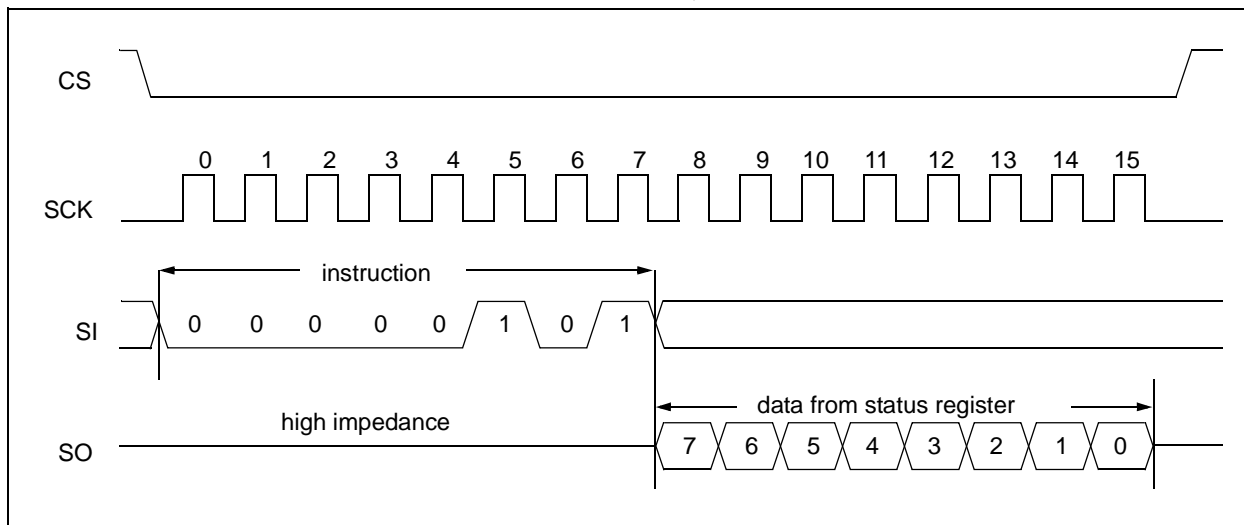 CS
0 1 2 3 4 5 6 7 8 9 10 11 12 13 14 15
SCK
instruction
SI 0 0 0 0 0 1 0 1
data from status register
high impedance
SO 7 6 5 4 3 2 1 0